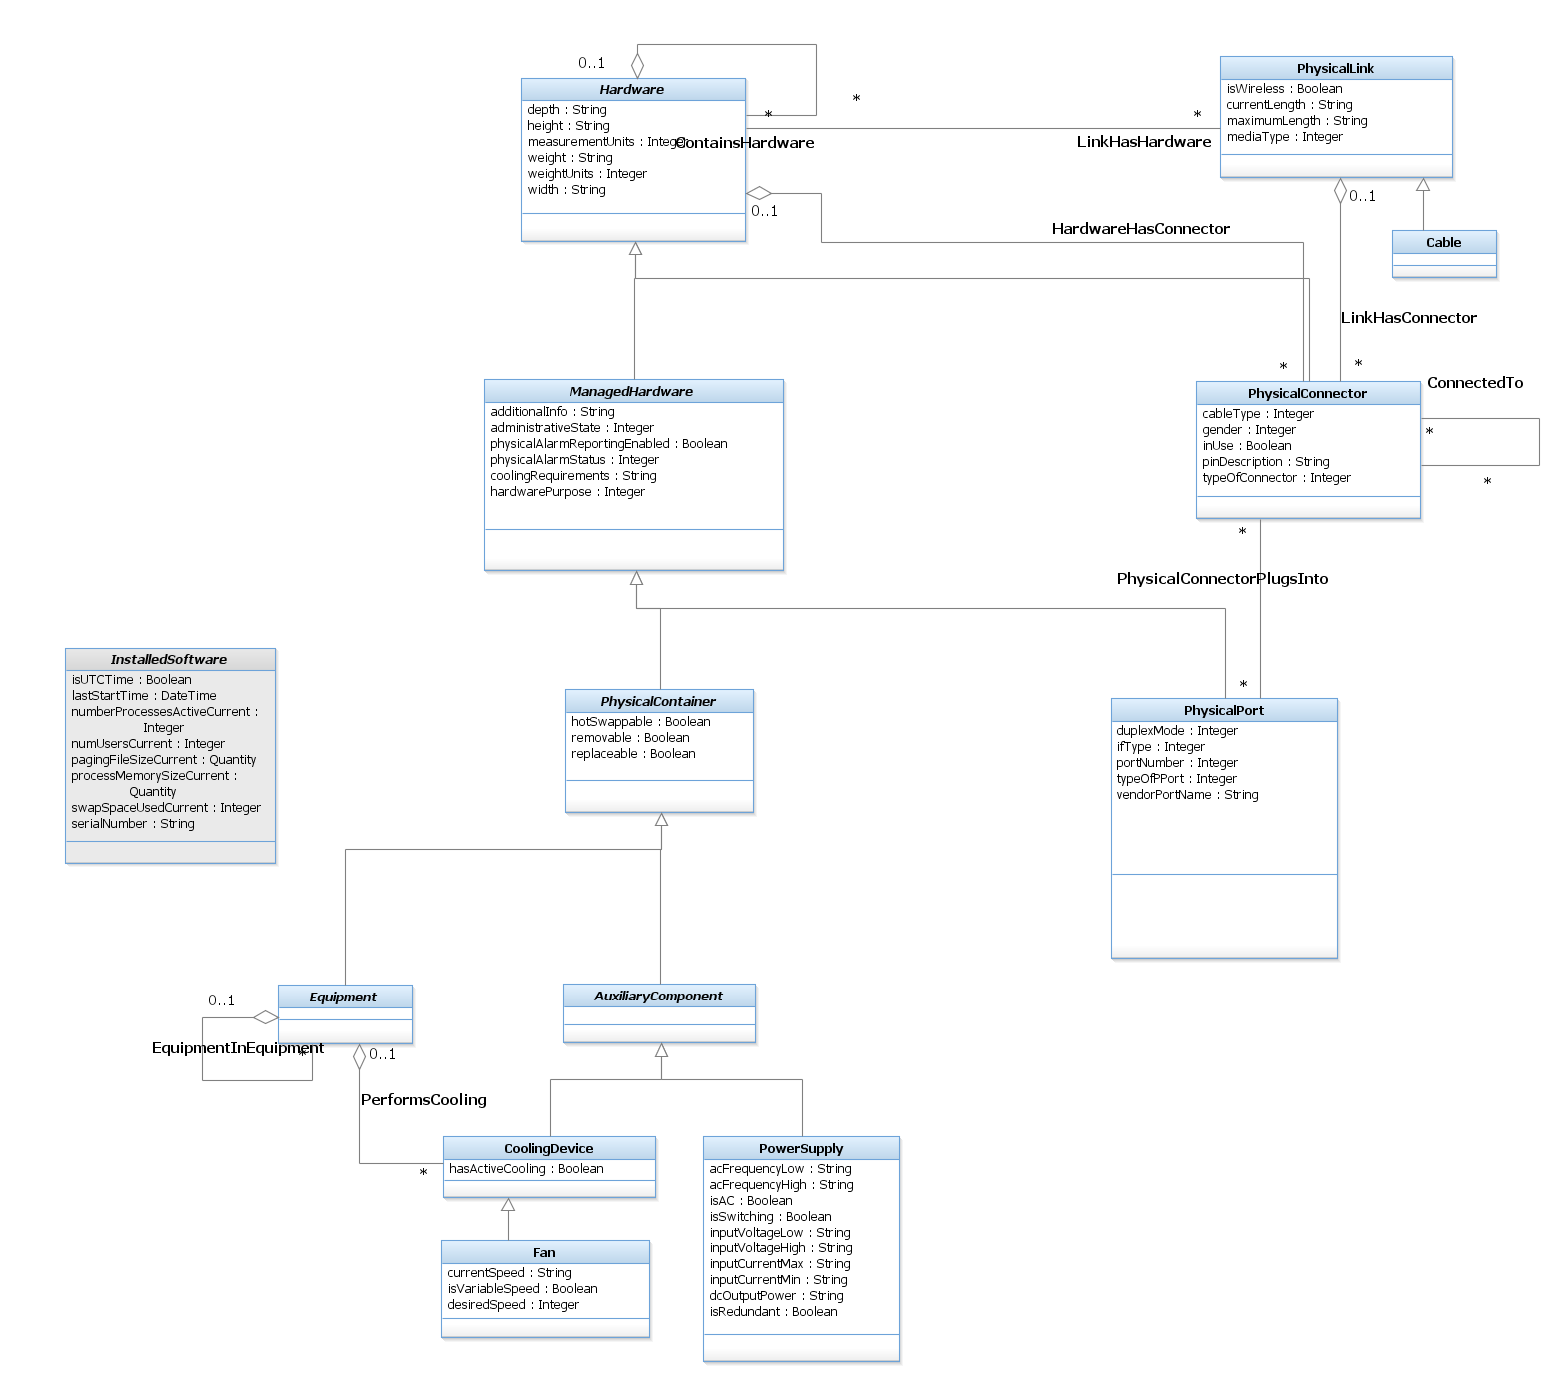 0..1
Hardware
depth : String
height : String
measurementUnits : Integer
weight : String
weightUnits : Integer
width : String
*
ContainsHardware
*
*
LinkHasHardware
PhysicalLink
isWireless : Boolean
currentLength : String
maximumLength : String
mediaType : Integer
0..1
HardwareHasConnector
0..1
Cable
LinkHasConnector
*
*
ConnectedTo
ManagedHardware
additionalInfo : String
administrativeState : Integer
physicalAlarmReportingEnabled : Boolean
physicalAlarmStatus : Integer
coolingRequirements : String
hardwarePurpose : Integer
PhysicalConnector
cableType : Integer
gender : Integer
inUse : Boolean
pinDescription : String
typeOfConnector : Integer
*
*
*
PhysicalConnectorPlugsInto
*
InstalledSoftware
isUTCTime : Boolean
lastStartTime : DateTime
numberProcessesActiveCurrent :
Integer
numUsersCurrent : Integer
pagingFileSizeCurrent : Quantity
processMemorySizeCurrent :
Quantity
swapSpaceUsedCurrent : Integer
serialNumber : String
PhysicalContainer
hotSwappable : Boolean
removable : Boolean
replaceable : Boolean
PhysicalPort
duplexMode : Integer
ifType : Integer
portNumber : Integer
typeOfPPort : Integer
vendorPortName : String
0..1
Equipment
EquipmentInEquipment
*
0..1
AuxiliaryComponent
PerformsCooling
*
CoolingDevice
hasActiveCooling : Boolean
Fan
currentSpeed : String
isVariableSpeed : Boolean
desiredSpeed : Integer
PowerSupply
acFrequencyLow : String
acFrequencyHigh : String
isAC : Boolean
isSwitching : Boolean
inputVoltageLow : String
inputVoltageHigh : String
inputCurrentMax : String
inputCurrentMin : String
dcOutputPower : String
isRedundant : Boolean